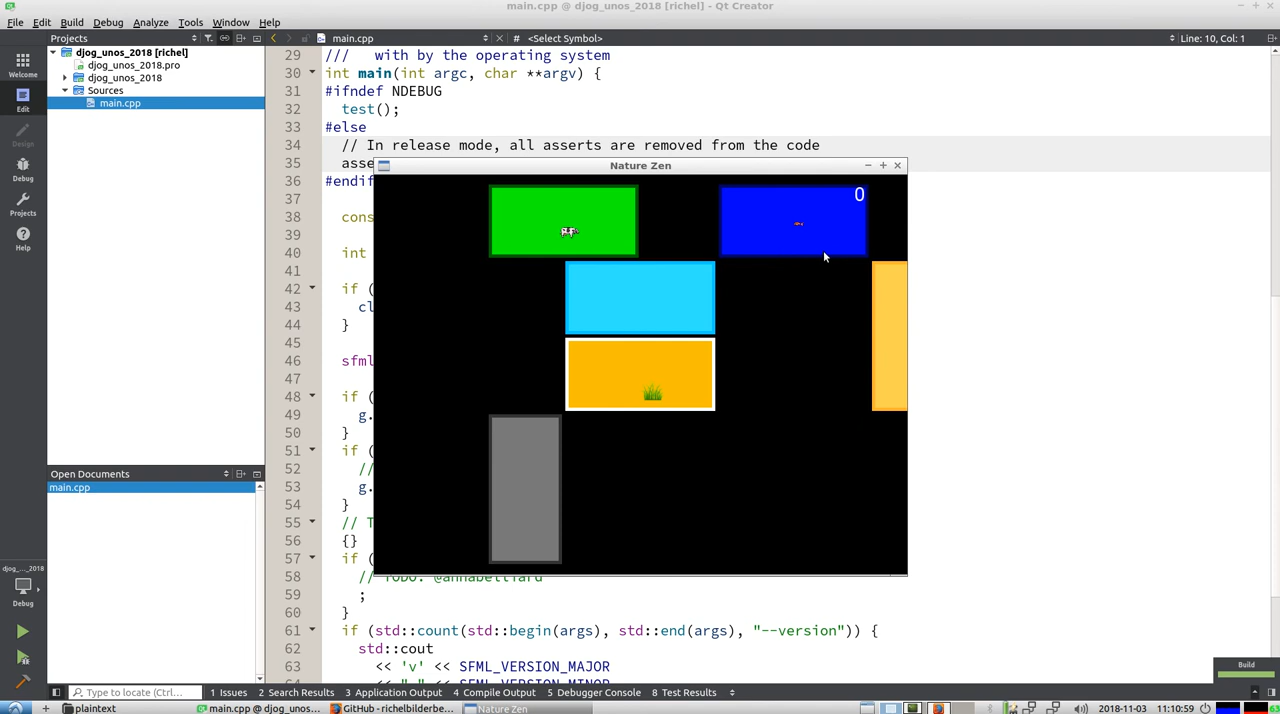 main.cpp @ djog_unos_2018 [richel] - Qt Creator
File Edit Build Debug Analyze Tools Window Help
Projects
main.cpp
# <Select Symbol>
Line: 10, Col: 1
Welcome
Edit
Design
Debug
Projects
Help
djog_unos_2018 [richel]
djog_unos_2018.pro
djog_unos_2018
Sources
main.cpp
Open Documents
main.cpp
djog_..._2018
Debug
29 /// with by the operating system
30 int main(int argc, char **argv) {
31 #ifndef NDEBUG
32 test();
33 #else
34 // In release mode, all asserts are removed from the code
35 asse
36 #endif
37
38 cons
39
40 int
41
42 if (
43 cl
44 }
45
46 sfml
47
48 if (
49 g.
50 }
51 if (
52 //
53 g.
54 }
55 // T
56 {}
57 if (
58 // TODO: @annabelliard
59 ;
60 }
61 if (std::count(std::begin(args), std::end(args), "--version")) {
62 std::cout
63 << 'v' << SFML_VERSION_MAJOR
64 << "." << SFML_VERSION_MINOR
Nature Zen
0
Build
Type to locate (Ctrl...
1 Issues 2 Search Results 3 Application Output 4 Compile Output 5 Debugger Console 8 Test Results
plaintext
main.cpp @ djog_unos_2...
GitHub - richelbilderbe...
Nature Zen
2018-11-03 11:10:59